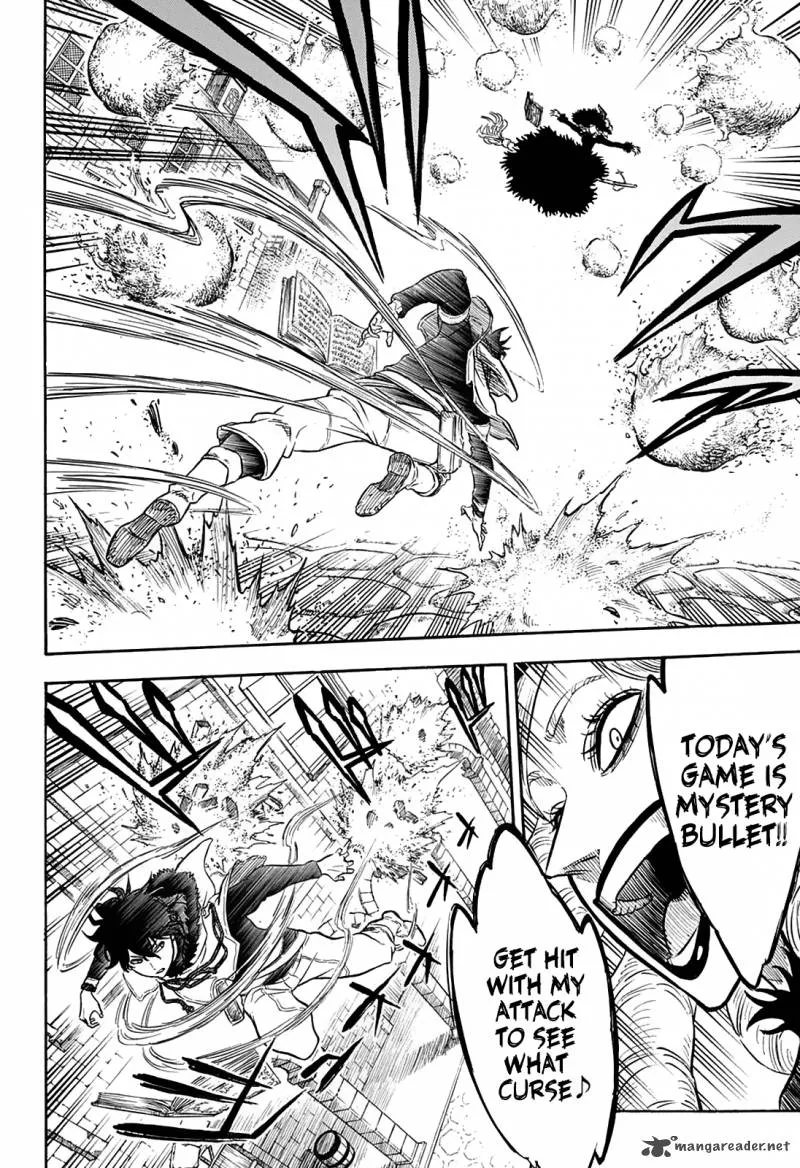 TODAY'S
GAME IS
MYSTERY
BULLET!!
GET HIT
WITH MY
ATTACK
TO SEE
WHAT
CURSE♪
mangareader.net